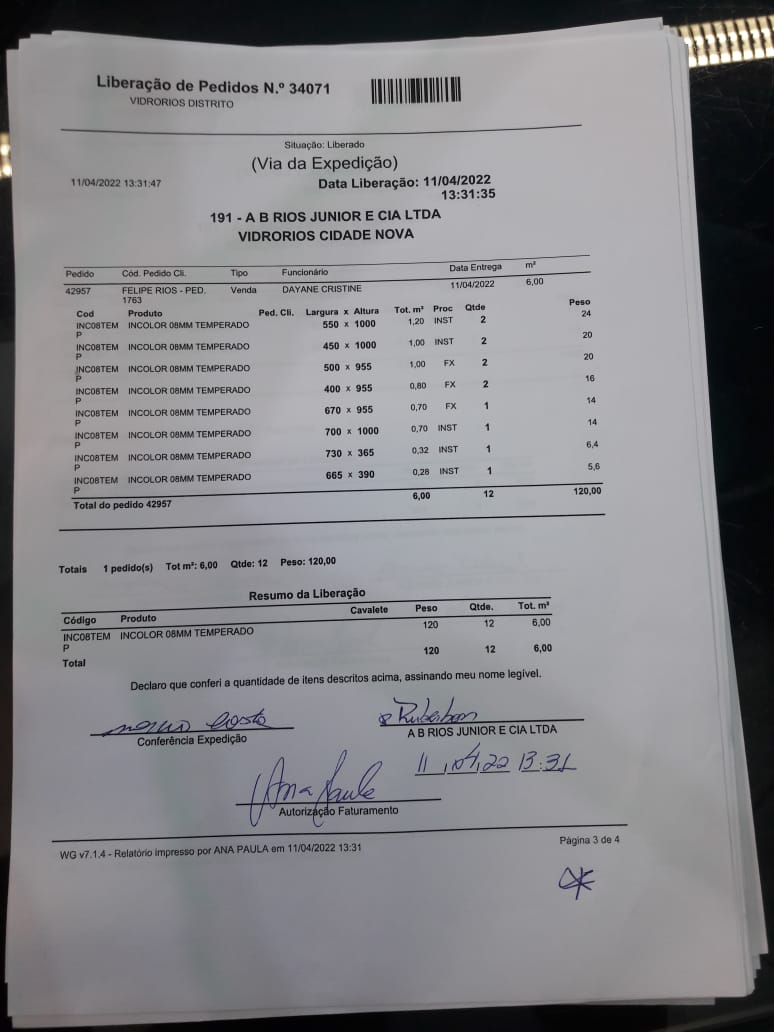 Liberação de Pedidos N.º 34071
VIDRORIOS DISTRITO
Situação: Liberado
(Via da Expedição)
11/04/2022 13:31:47
Data Liberação: 11/04/2022
13:31:35
191 - A B RIOS JUNIOR E CIA LTDA
VIDRORIOS CIDADE NOVA
Pedido Cód. Pedido Cli. Tipo Funcionário Data Entrega m²
42957 FELIPE RIOS - PED. 1763 Venda DAYANE CRISTINE 11/04/2022 6,00
Cod Produto Ped. Cli. Largura x Altura Tot. m² Proc Qtde Peso
INC08TEM P INCOLOR 08MM TEMPERADO 550 x 1000 1,20 INST 2 24
INC08TEM P INCOLOR 08MM TEMPERADO 450 x 1000 1,00 INST 2 20
INC08TEM P INCOLOR 08MM TEMPERADO 500 x 955 1,00 FX 2 20
INC08TEM P INCOLOR 08MM TEMPERADO 400 x 955 0,80 FX 2 16
INC08TEM P INCOLOR 08MM TEMPERADO 670 x 955 0,70 FX 1 14
INC08TEM P INCOLOR 08MM TEMPERADO 700 x 1000 0,70 INST 1 14
INC08TEM P INCOLOR 08MM TEMPERADO 730 x 365 0,32 INST 1 6,4
INC08TEM P INCOLOR 08MM TEMPERADO 665 x 390 0,28 INST 1 5,6
Total do pedido 42957 6,00 12 120,00
Totais 1 pedido(s) Tot m²: 6,00 Qtde: 12 Peso: 120,00
Resumo da Liberação
Código Produto Cavalete Peso Qtde. Tot. m²
INC08TEM P INCOLOR 08MM TEMPERADO 120 12 6,00
Total 120 12 6,00
Declaro que conferi a quantidade de itens descritos acima, assinando meu nome legível.
Costa
Conferência Expedição
A B RIOS JUNIOR E CIA LTDA
11,04,22 13:31
Ana Paula
Autorização Faturamento
WG v7.1.4 - Relatório impresso por ANA PAULA em 11/04/2022 13:31
Página 3 de 4